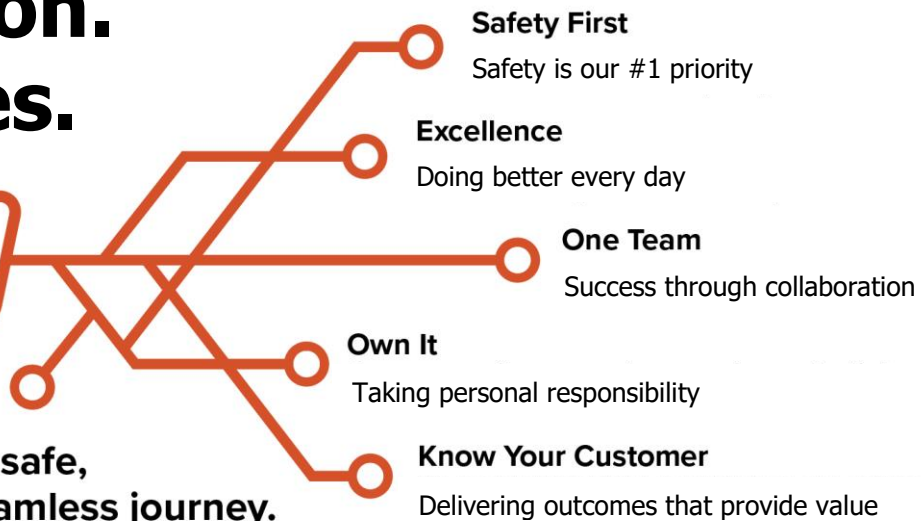 on.
es.
Safety First
Safety is our #1 priority
Excellence
Doing better every day
One Team
Success through collaboration
Own It
Taking personal responsibility
Know Your Customer
Delivering outcomes that provide value
safe,
amless journey.